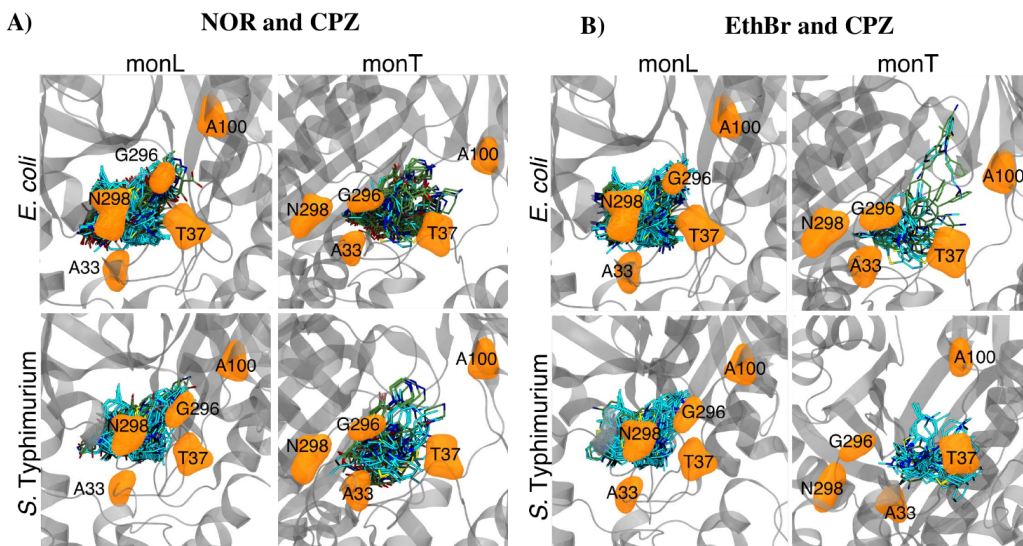 A) NOR and CPZ
monL monT
E. coli
A100
G296
N298
T37
A33
A100
G296
N298
T37
A33
S. Typhimurium
A100
G296
N298
T37
A33
A100
G296
N298
T37
A33
B) EthBr and CPZ
monL monT
E. coli
A100
G296
N298
T37
A33
A100
G296
N298
T37
A33
S. Typhimurium
A100
G296
N298
T37
A33
A100
G296
T37
N298
A33